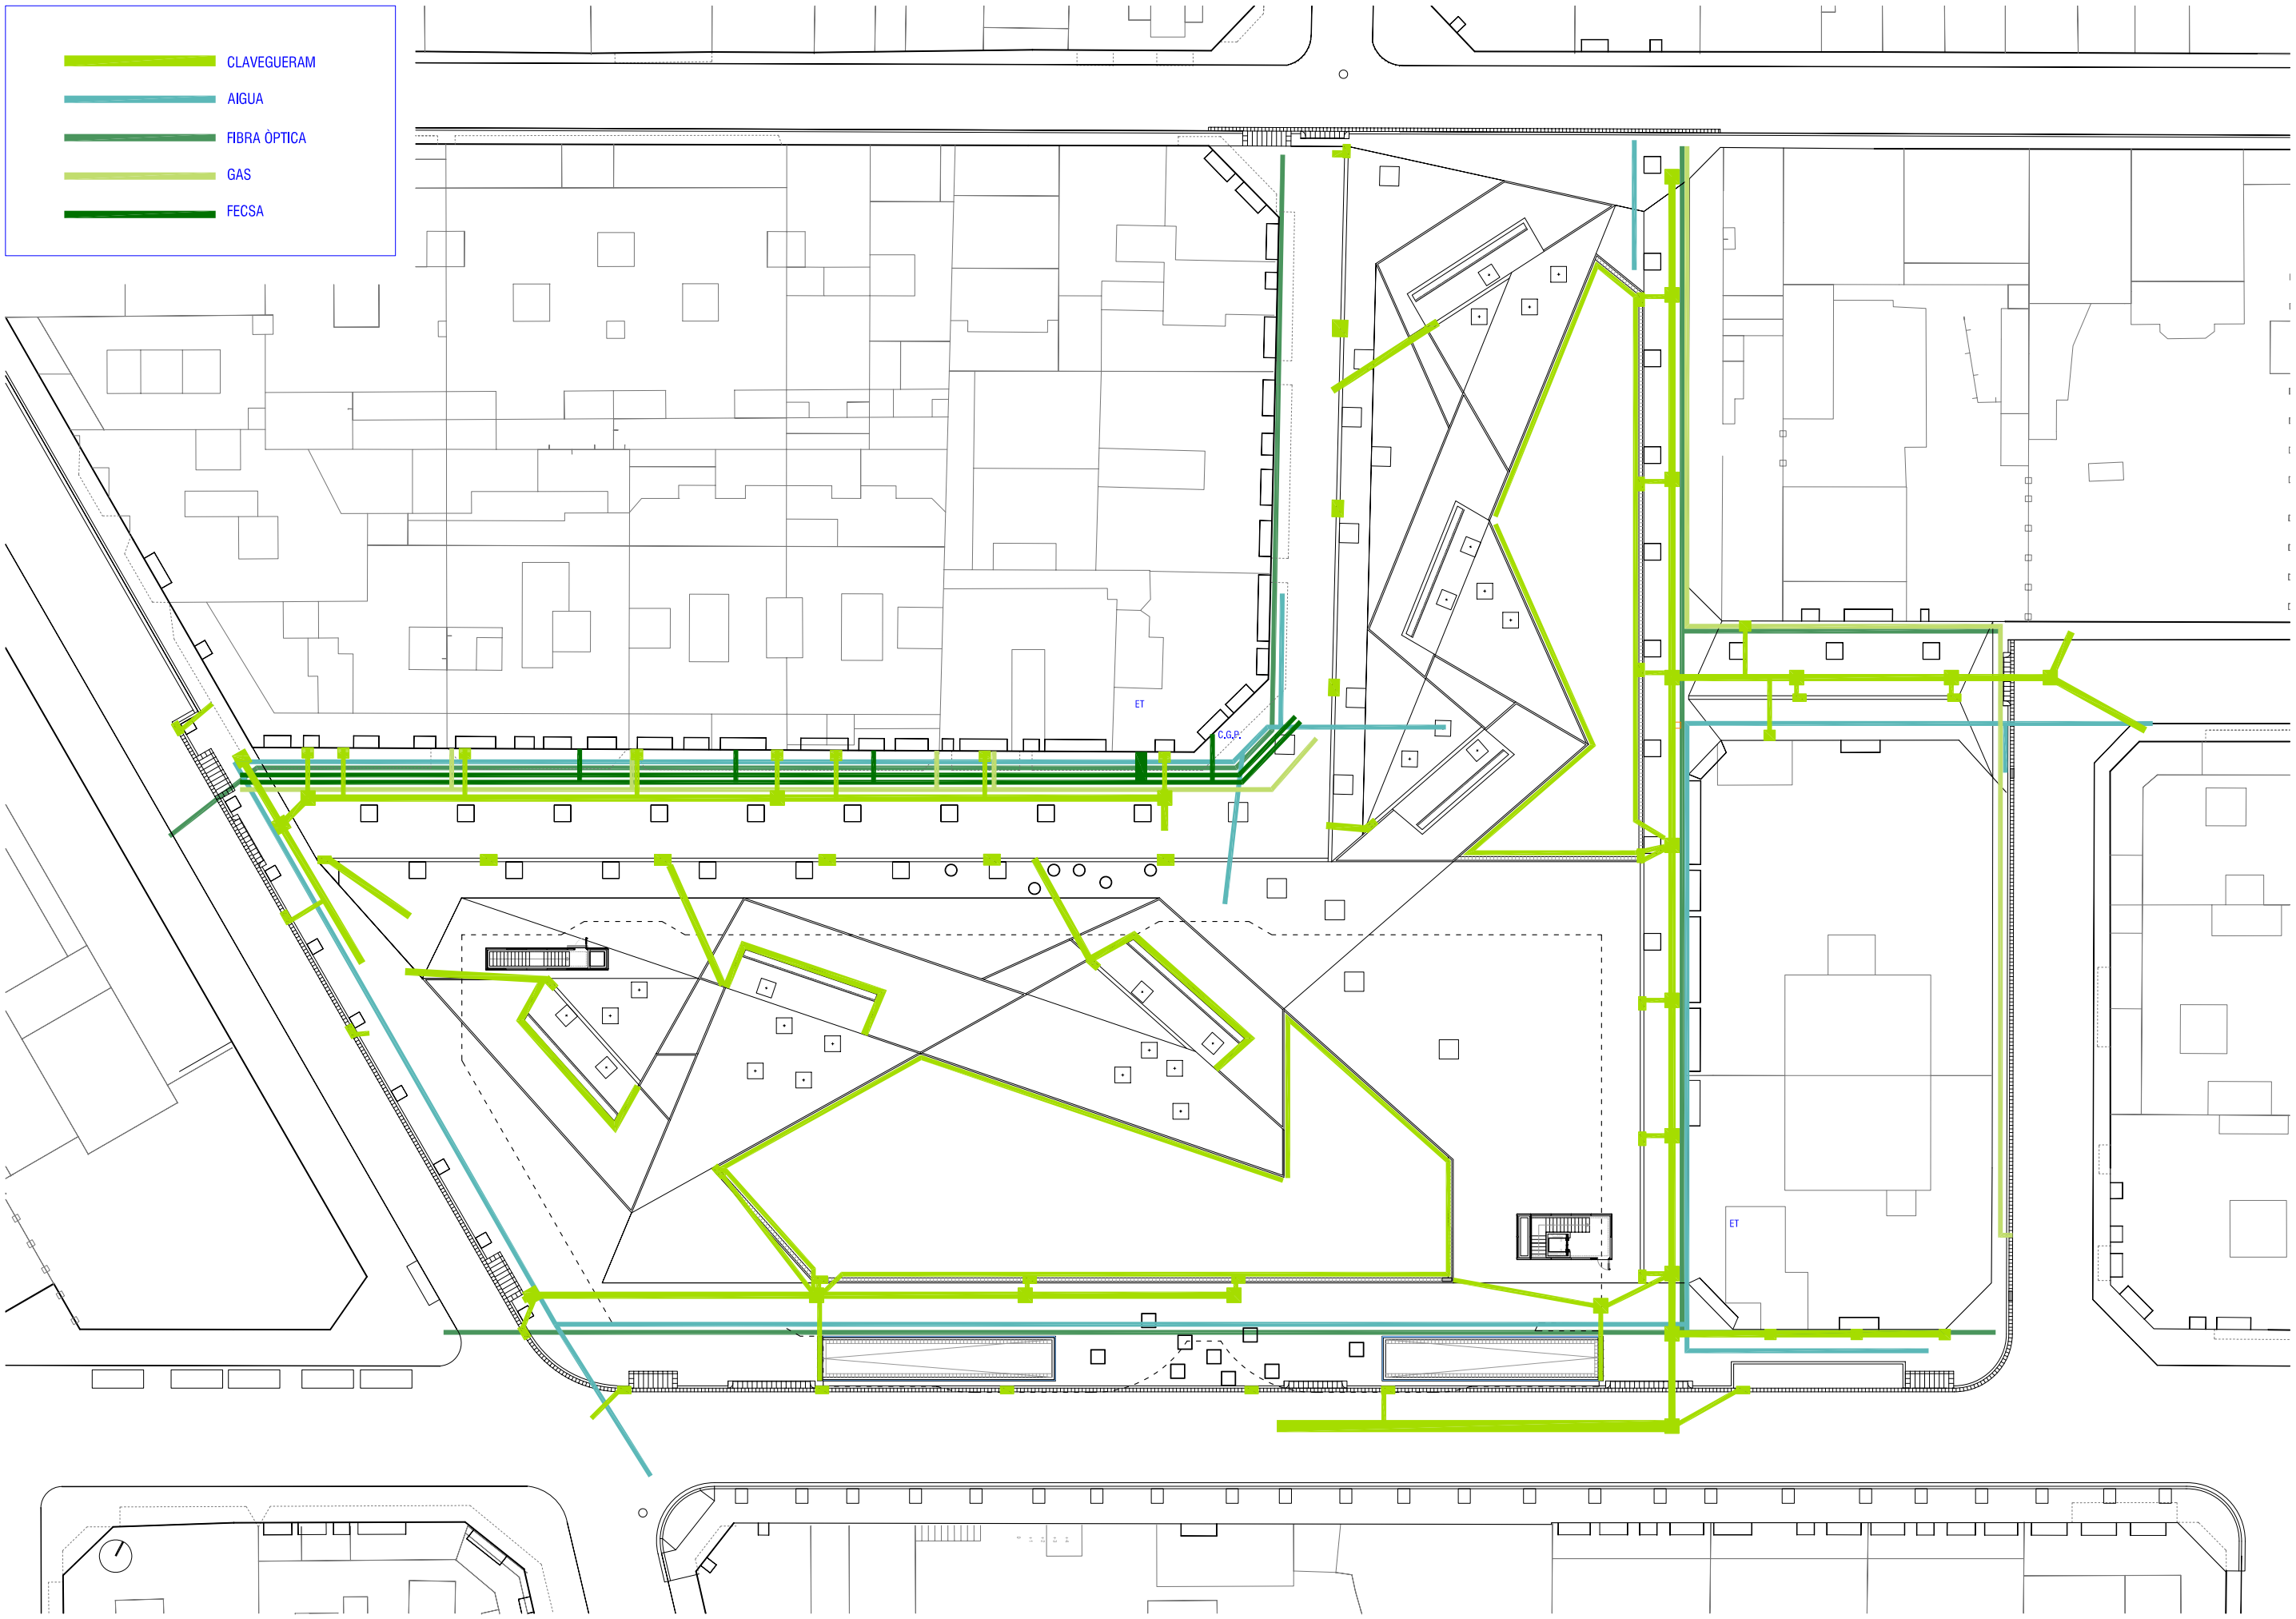 CLAVEGUERAM
AIGUA
FIBRA ÒPTICA
GAS
FECSA
ET
C.G.P.
ET